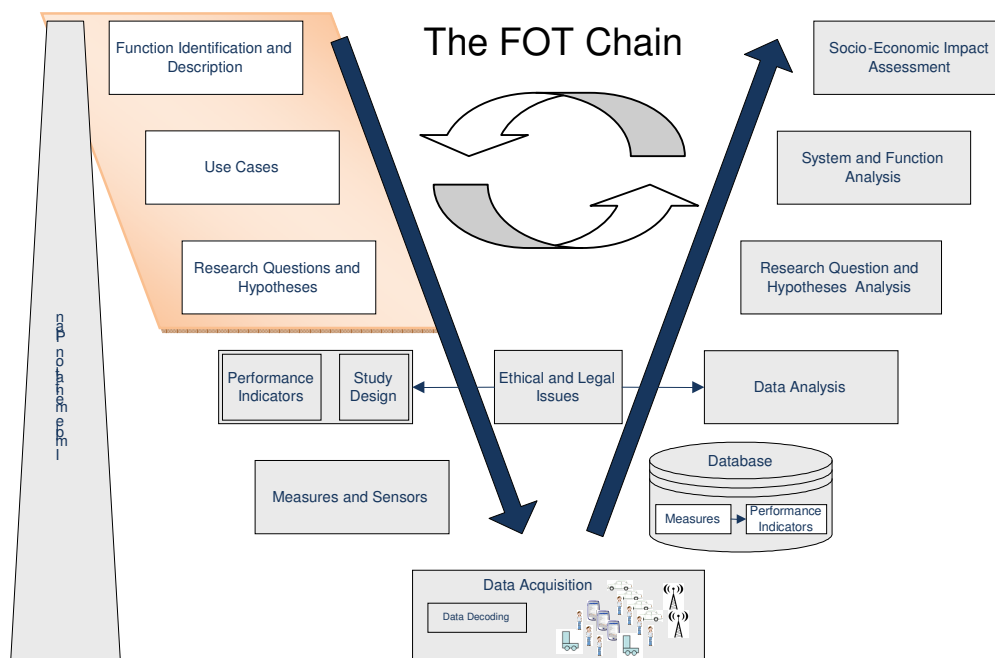 The FOT Chain
Function Identification and
Description
Use Cases
Research Questions and
Hypotheses
Implementation Plan
Performance
Indicators
Study
Design
Ethical and Legal
Issues
Measures and Sensors
Data Acquisition
Data Decoding
Socio-Economic Impact
Assessment
System and Function
Analysis
Research Question and
Hypotheses Analysis
Data Analysis
Database
Measures
Performance
Indicators